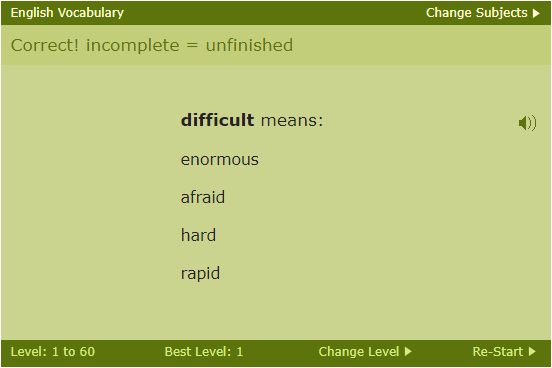 English Vocabulary Change Subjects
Correct! incomplete = unfinished
difficult means:
enormous
afraid
hard
rapid
Level: 1 to 60 Best Level: 1 Change Level Re-Start